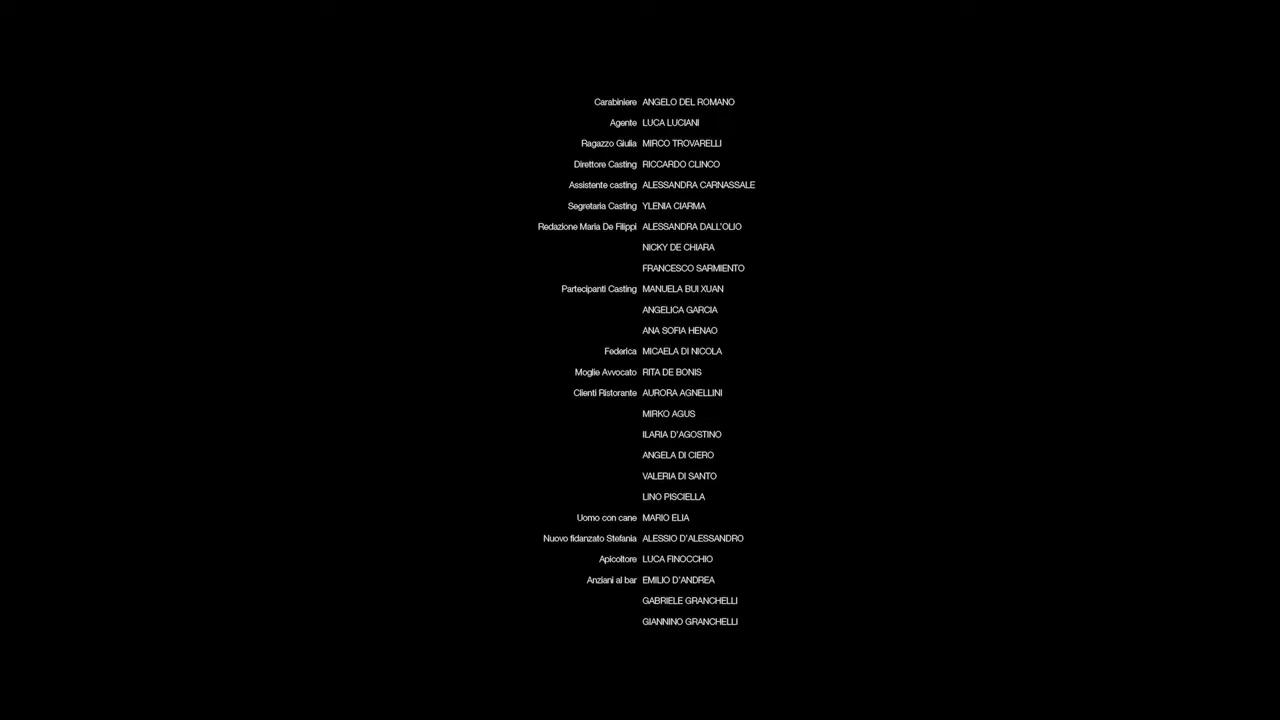 Carabiniere ANGELO DEL ROMANO
Agente LUCA LUCIANI
Ragazzo Giulia MIRCO TROVARELLI
Direttore Casting RICCARDO CLINCO
Assistente casting ALESSANDRA CARNASSALE
Segretaria Casting YLENIA CIARMA
Redazione Maria De Filippi ALESSANDRA DALL'OLIO
NICKY DE CHIARA
FRANCESCO SARMIENTO
Partecipanti Casting MANUELA BUI XUAN
ANGELICA GARCIA
ANA SOFIA HENAO
Federica MICAELA DI NICOLA
Moglie Avvocato RITA DE BONIS
Clienti Ristorante AURORA AGNELLINI
MIRKO AGUS
ILARIA D'AGOSTINO
ANGELA DI CIERO
VALERIA DI SANTO
LINO PISCIELLA
Uomo con cane MARIO ELIA
Nuovo fidanzato Stefania ALESSIO D'ALESSANDRO
Apicoltore LUCA FINOCCHIO
Anziani al bar EMILIO D'ANDREA
GABRIELE GRANCHELLI
GIANNINO GRANCHELLI